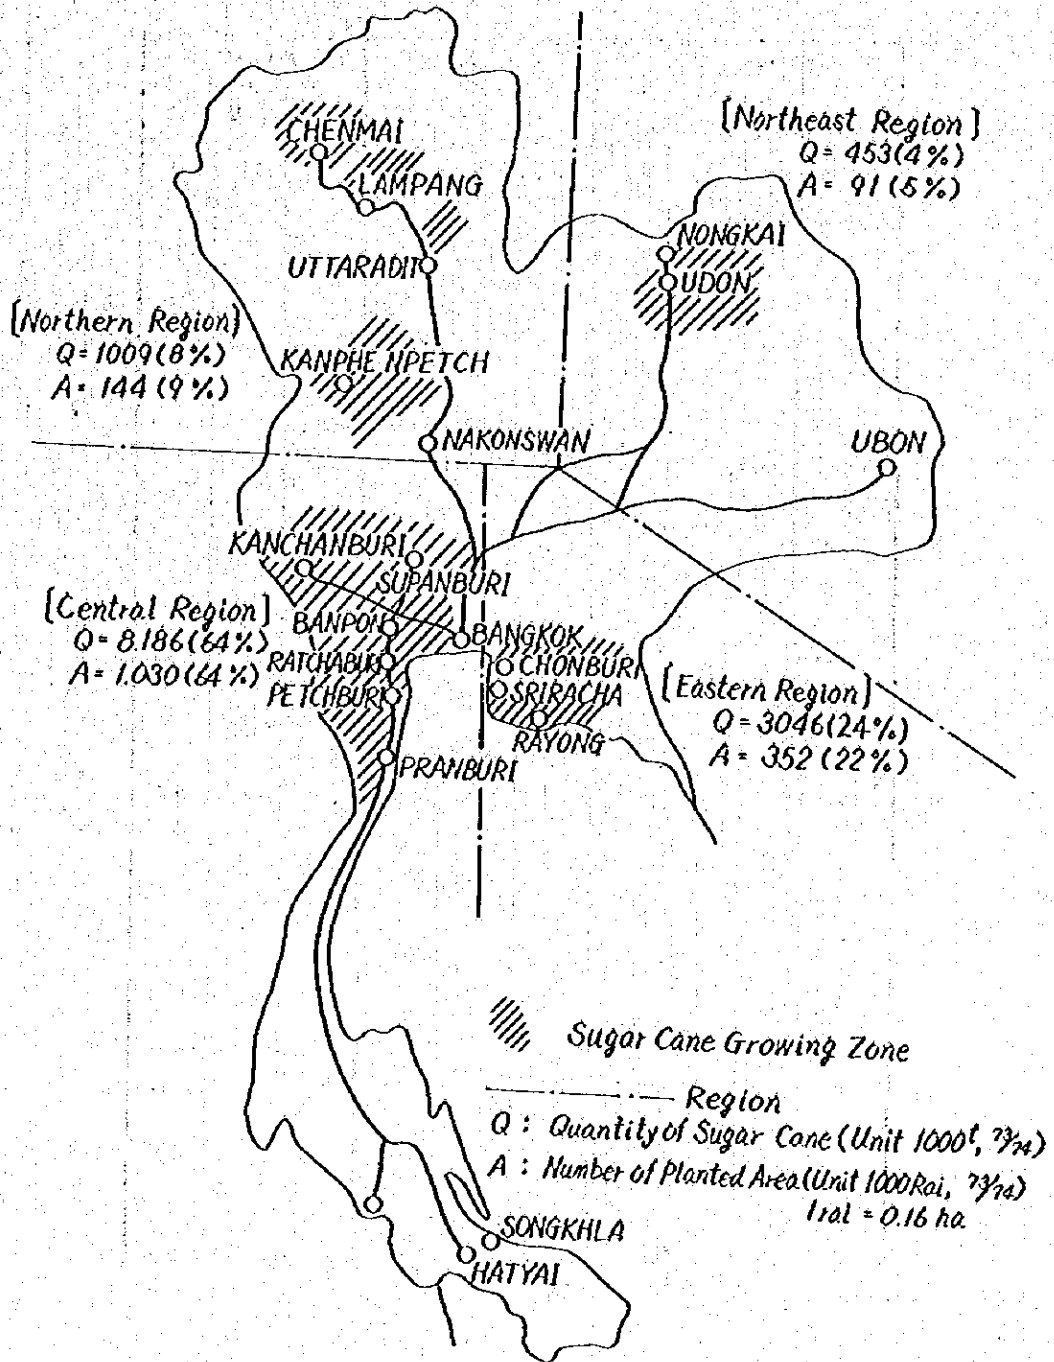 [Northeast Region]
Q = 453(4%)
A = 91(5%)
CHENMAI
LAMPANG
NONGKAI
UTTARADIT
UDON
[Northern Region]
Q = 1009(8%)
A = 144(9%)
KANPHENPETCH
NAKONSWAN
UBON
KANCHANBURI
SUPANBURI
[Central Region]
Q = 8.186(64%)
A = 1.030(64%)
BANPON
BANGKOK
RATCHABURI
CHONBURI
PETCHBURI
SRIRACHA
[Eastern Region]
Q = 3046(24%)
A = 352(22%)
RAYONG
PRANBURI
Sugar Cane Growing Zone
Region
Q : Quantity of Sugar Cane (Unit 1000t, 73/74)
A : Number of Planted Area (Unit 1000Rai, 73/74)
1rai = 0.16 ha
SONGKHLA
HATYAI